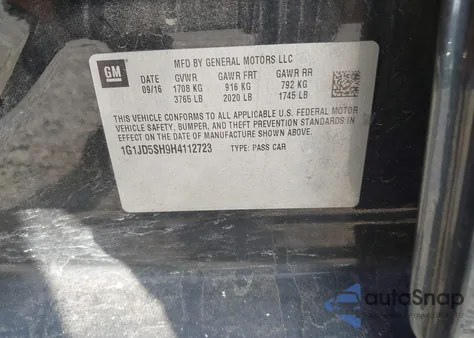 GM
MFD BY GENERAL MOTORS LLC
DATE GVWR GAWR FRT GAWR RR
09/16 1708 KG 916 KG 792 KG
3765 LB 2020 LB 1745 LB
THIS VEHICLE CONFORMS TO ALL APPLICABLE U.S. FEDERAL MOTOR
VEHICLE SAFETY, BUMPER, AND THEFT PREVENTION STANDARDS IN
EFFECT ON THE DATE OF MANUFACTURE SHOWN ABOVE.
1G1JD5SH9H4112723 TYPE: PASS CAR
autoSnap